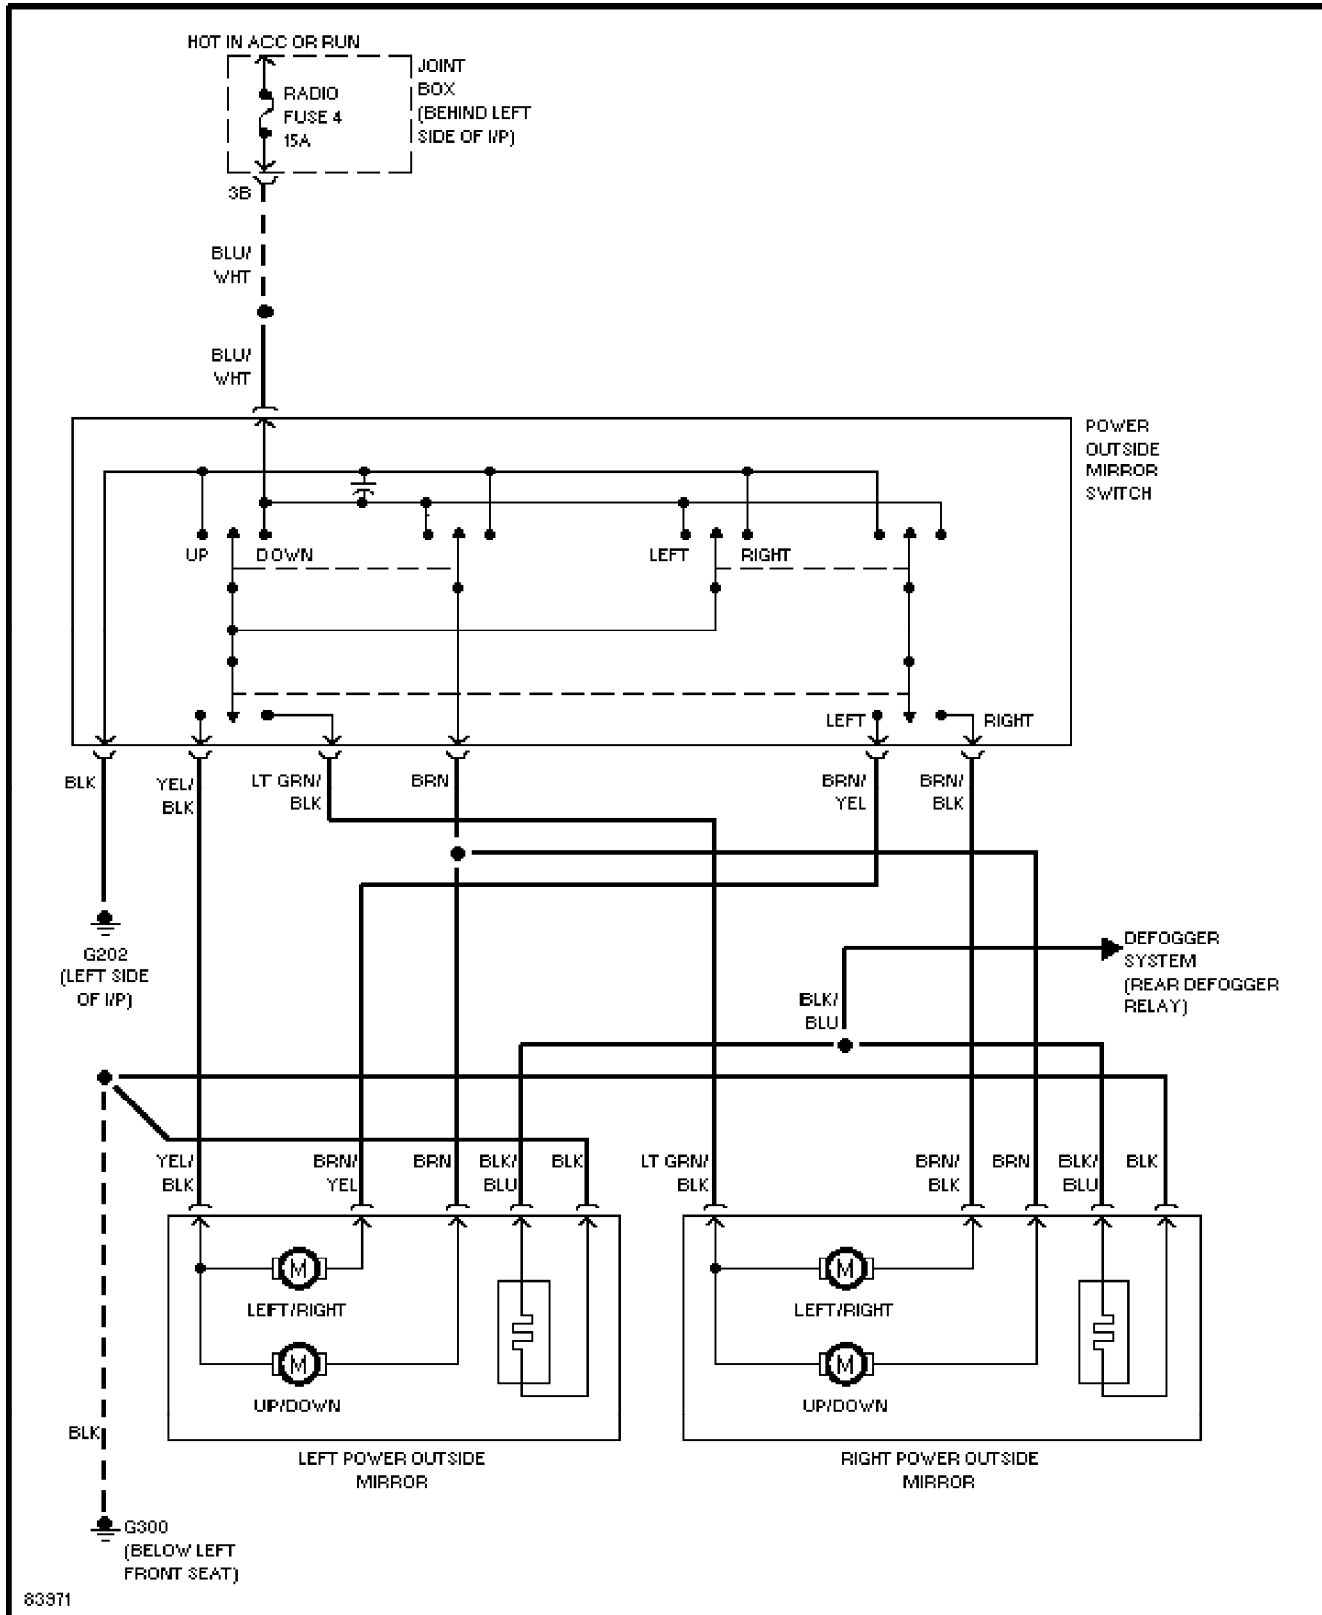 HOT IN ACC OR RUN
JOINT
BOX
(BEHIND LEFT
SIDE OF I/P)
RADIO
FUSE 4
15A
3B
BLU/
WHT
BLU/
WHT
POWER
OUTSIDE
MIRROR
SWITCH
UP
DOWN
LEFT
RIGHT
LEFT
RIGHT
BLK
YEL/
BLK
LT GRN/
BLK
BRN
BRN/
YEL
BRN/
BLK
G202
(LEFT SIDE
OF I/P)
DEFOGGER
SYSTEM
(REAR DEFOGGER
RELAY)
BLK/
BLU
YEL/
BLK
BRN/
YEL
BRN
BLK/
BLU
BLK
LT GRN/
BLK
BRN/
BLK
BRN
BLK/
BLU
BLK
M
LEFT/RIGHT
M
UP/DOWN
M
LEFT/RIGHT
M
UP/DOWN
BLK
LEFT POWER OUTSIDE
MIRROR
RIGHT POWER OUTSIDE
MIRROR
G300
(BELOW LEFT
FRONT SEAT)
83971